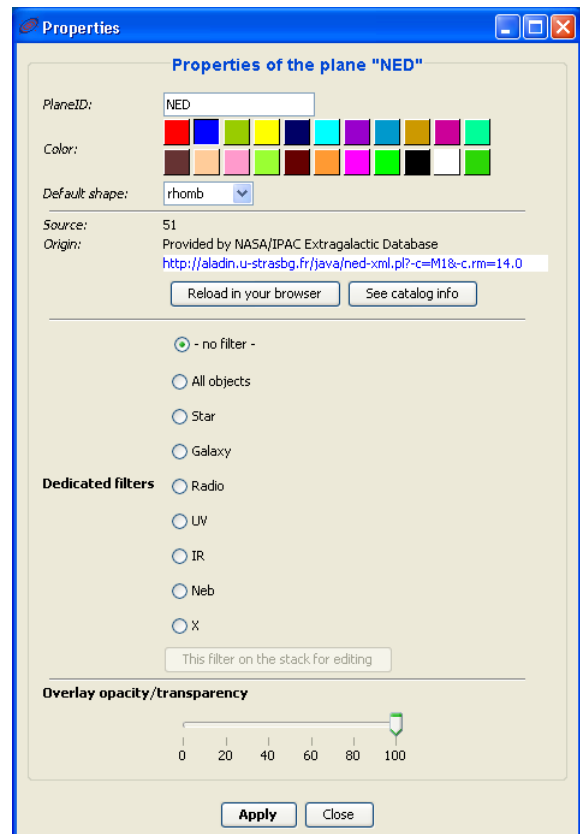 Properties
Properties of the plane "NED"
PlaneID: NED
Color:
Default shape: rhomb
Source: 51
Origin: Provided by NASA/IPAC Extragalactic Database
http://aladin.u-strasbg.fr/java/ned-xml.pl?-c=M1&-c.rm=14.0
Reload in your browser See catalog info
- no filter -
All objects
Star
Galaxy
Dedicated filters Radio
UV
IR
Neb
X
This filter on the stack for editing
Overlay opacity/transparency
0 20 40 60 80 100
Apply Close